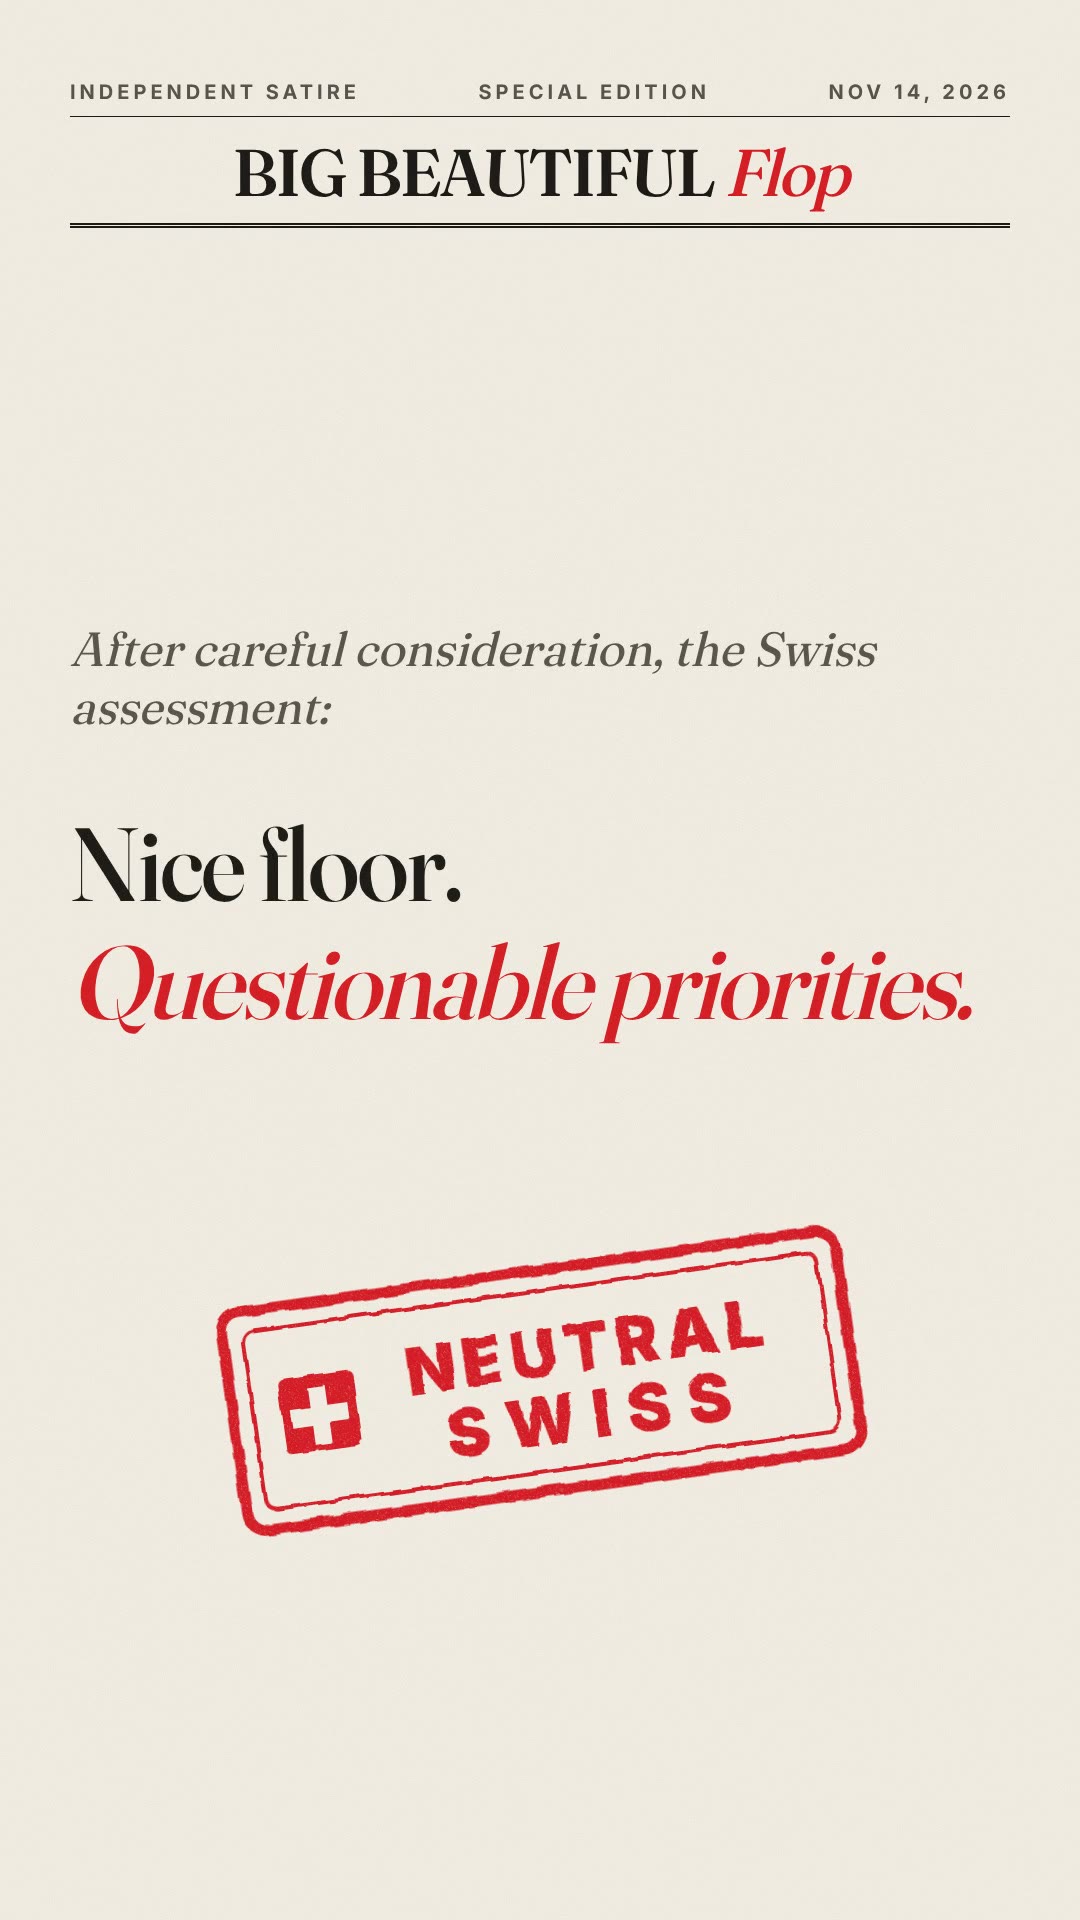 INDEPENDENT SATIRE SPECIAL EDITION NOV 14, 2026
BIG BEAUTIFUL Flop
After careful consideration, the Swiss
assessment:
Nice floor.
Questionable priorities.
NEUTRAL
SWISS